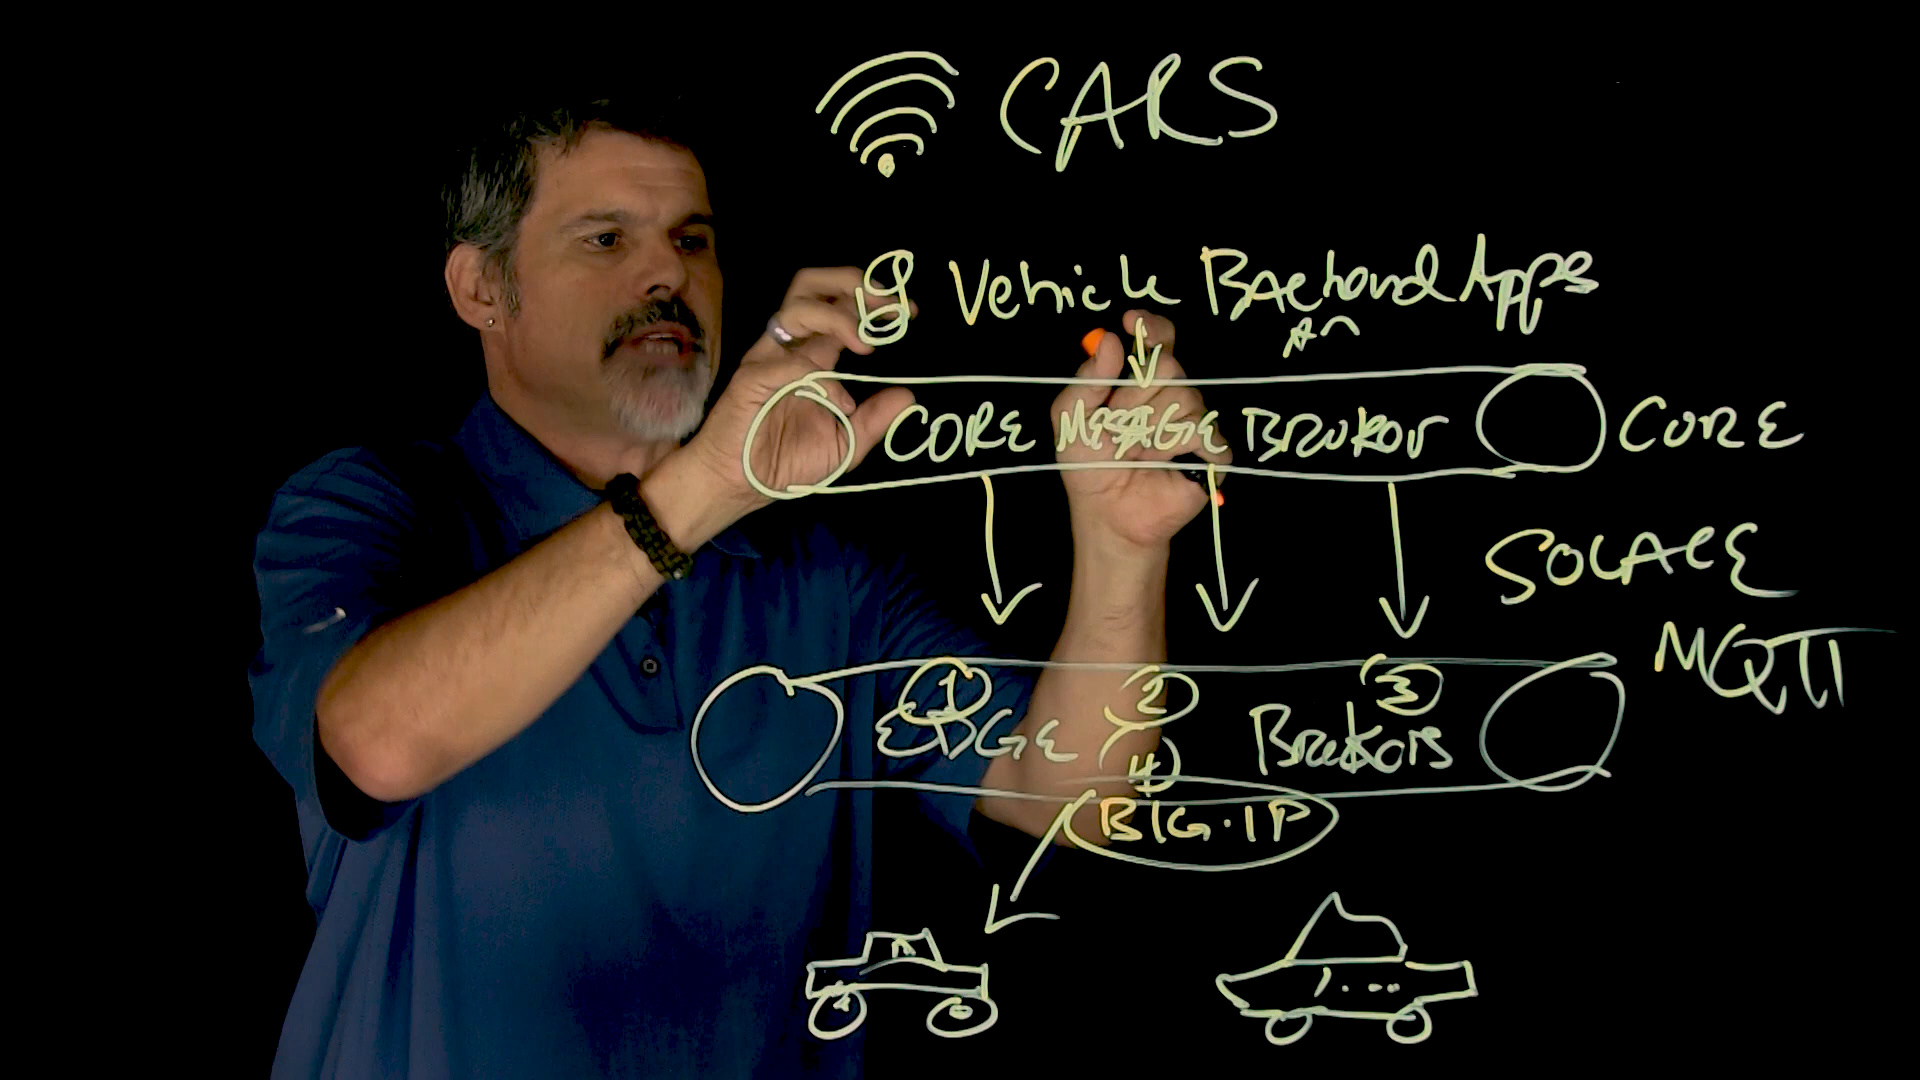 CARS
Vehicle Backend Apps
CORE MESSAGE BROKER
CORE
SOLACE
MQTT
1 2 3
EDGE Brokers
4
BIG-IP